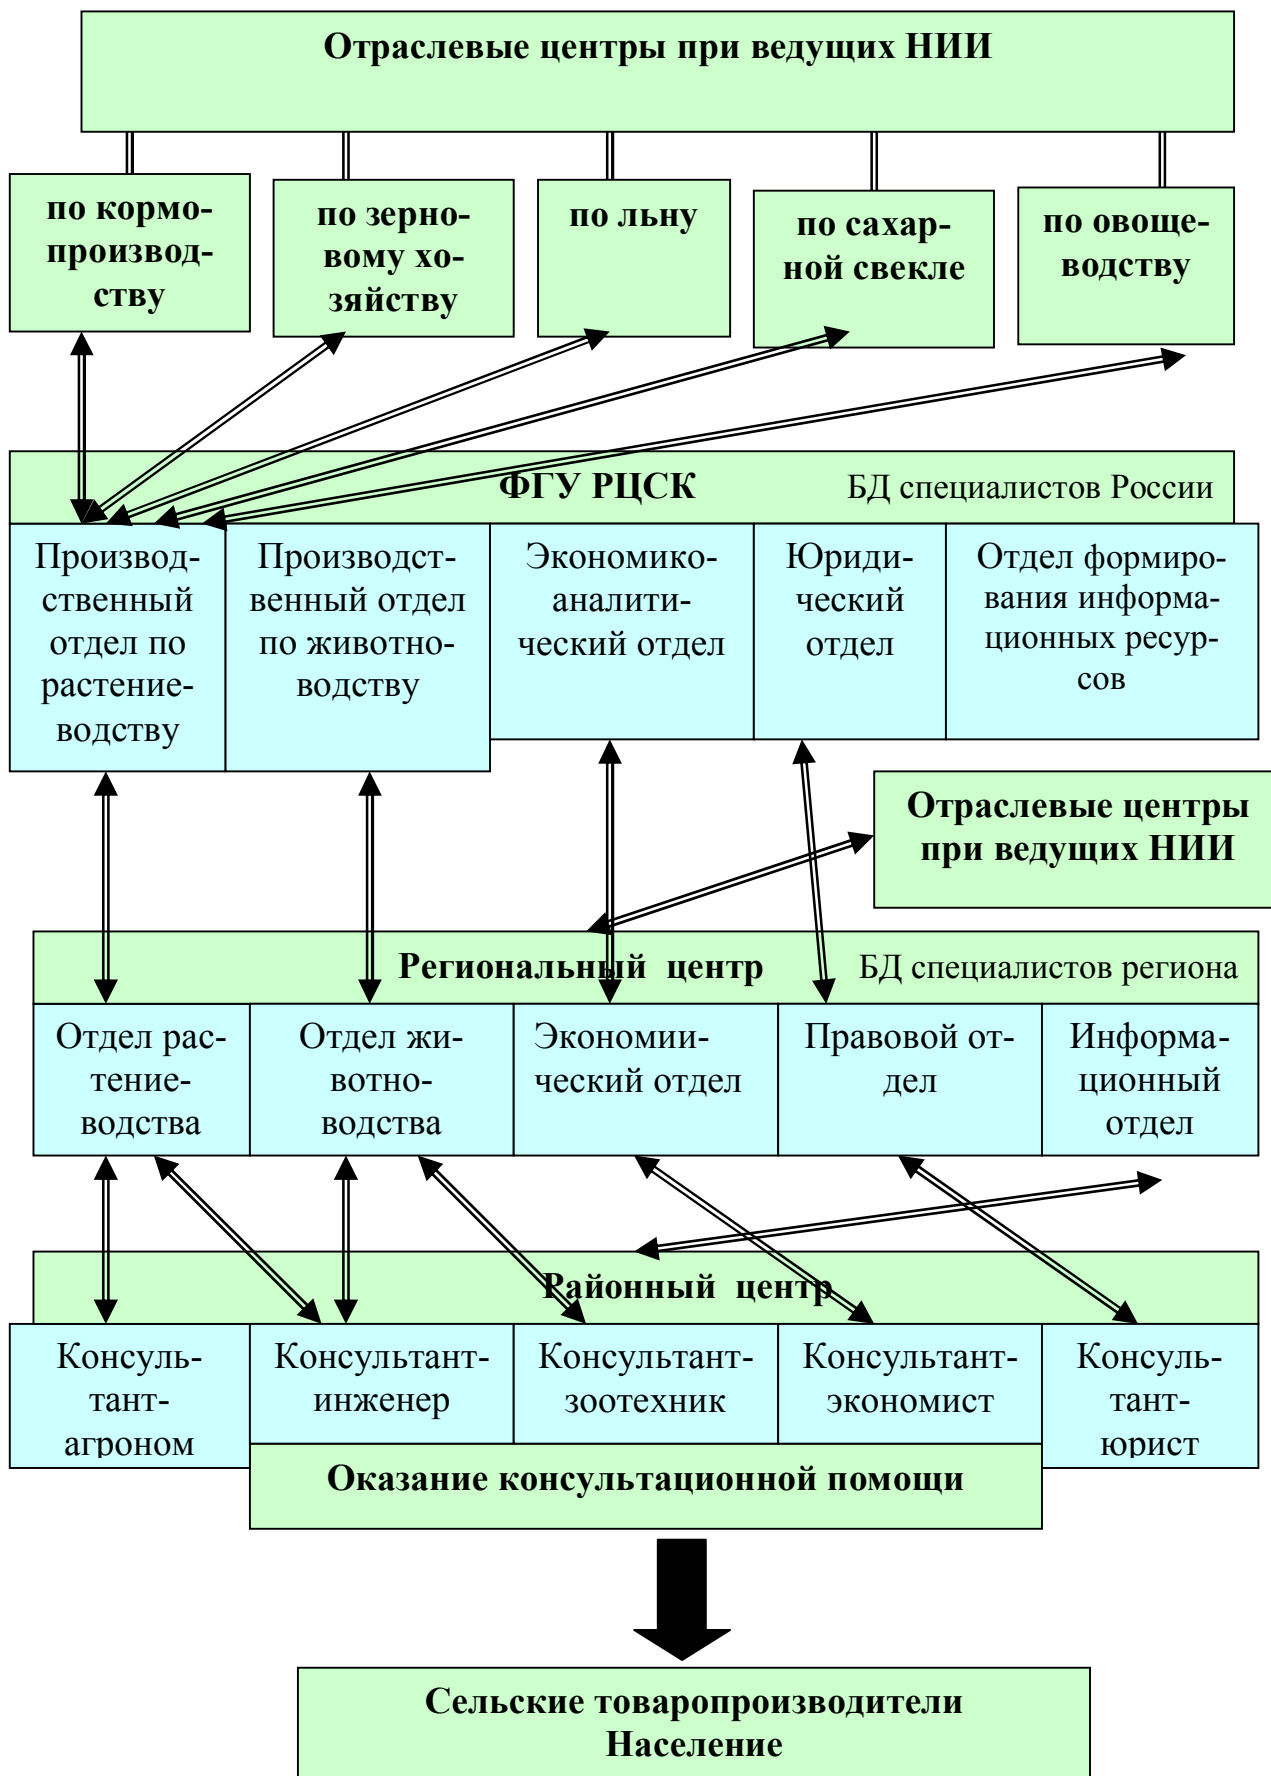 Отраслевые центры при ведущих НИИ
по кормо-
производ-
ству
по зерно-
вому хо-
зяйству
по льну
по сахар-
ной свекле
по овоще-
водству
ФГУ РЦСК
БД специалистов России
Производ-
ственный
отдел по
растение-
водству
Производст-
венный отдел
по животно-
водству
Экономико-
аналити-
ческий отдел
Юриди-
ческий
отдел
Отдел формиро-
вания информа-
ционных ресур-
сов
Отраслевые центры
при ведущих НИИ
Региональный центр
БД специалистов региона
Отдел рас-
тение-
водства
Отдел жи-
вотно-
водства
Экономии-
ческий отдел
Правовой от-
дел
Информа-
ционный
отдел
Районный центр
Консуль-
тант-
агроном
Консультант-
инженер
Консультант-
зоотехник
Консультант-
экономист
Консуль-
тант-
юрист
Оказание консультационной помощи
Сельские товаропроизводители
Население